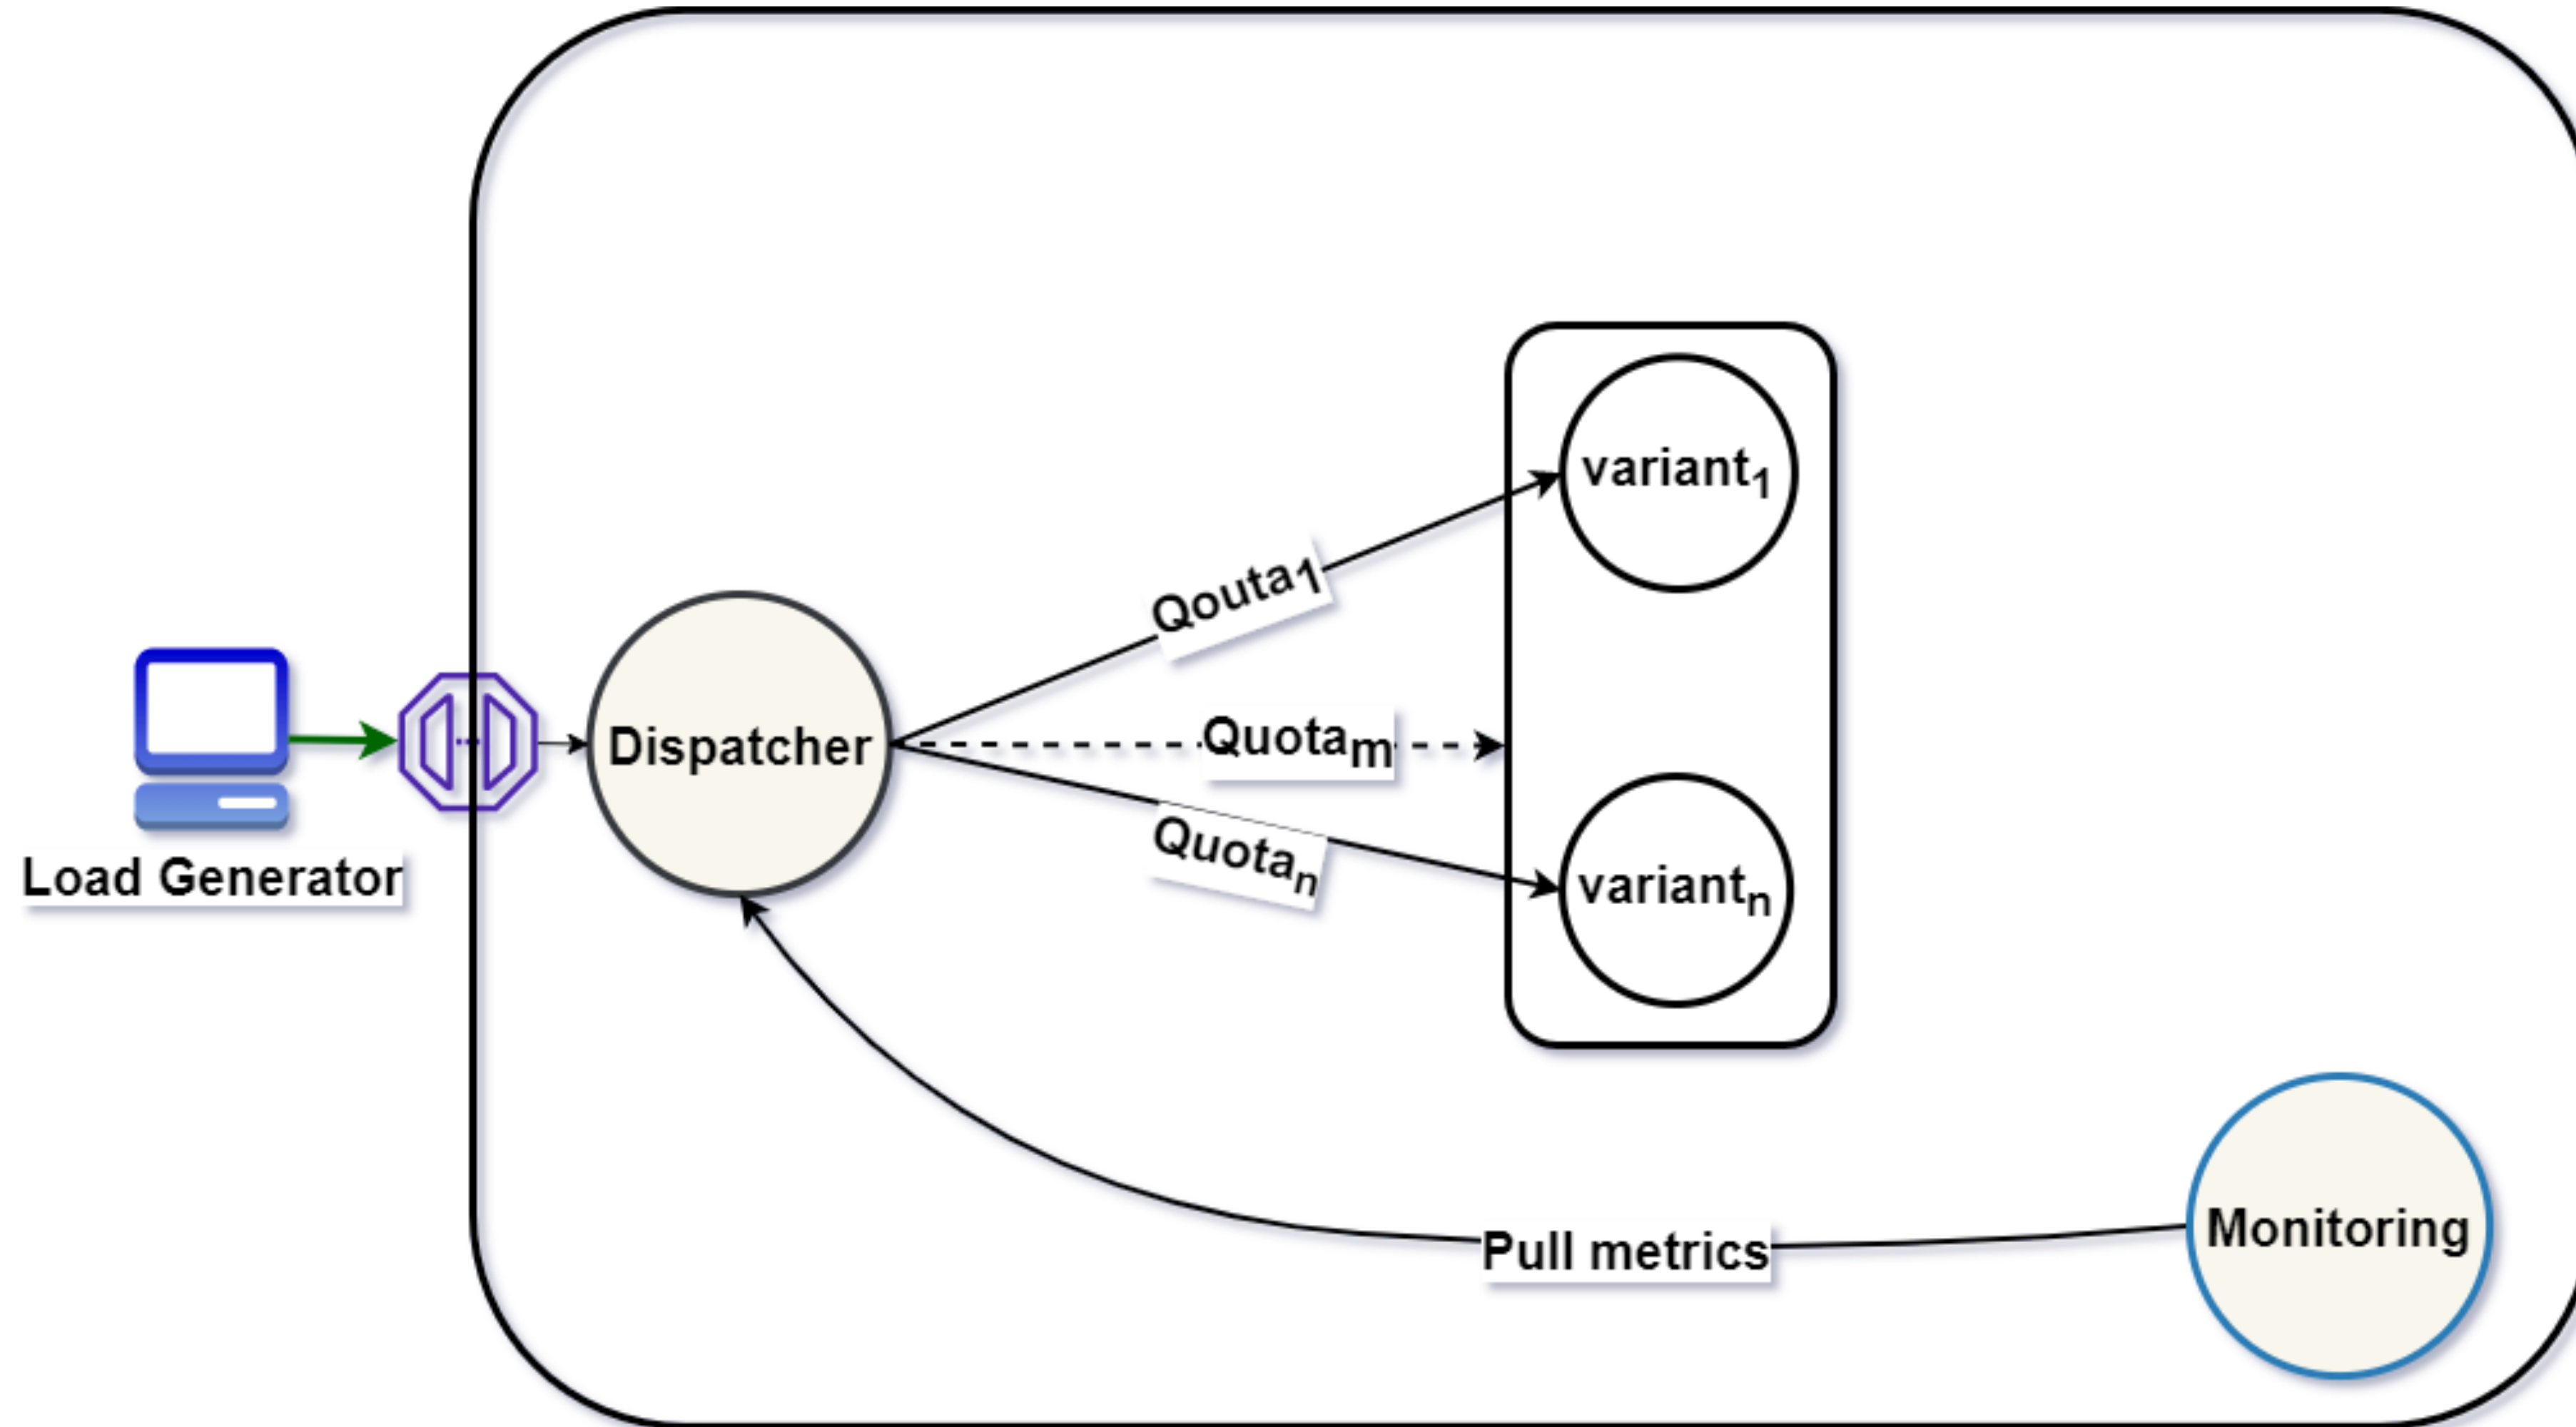 variant1
Qouta1
Quotam
Dispatcher
Quotan
variantn
Load Generator
Pull metrics
Monitoring